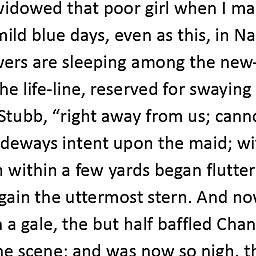 widowed that poor girl when I ma
mild blue days, even as this, in Na
vers are sleeping among the new-
he life-line, reserved for swaying
Stubb, “right away from us; canno
deways intent upon the maid; wi
n within a few yards began flutter
gain the uttermost stern. And nov
a gale, the but half baffled Chan
e scene; and was now so nigh, th